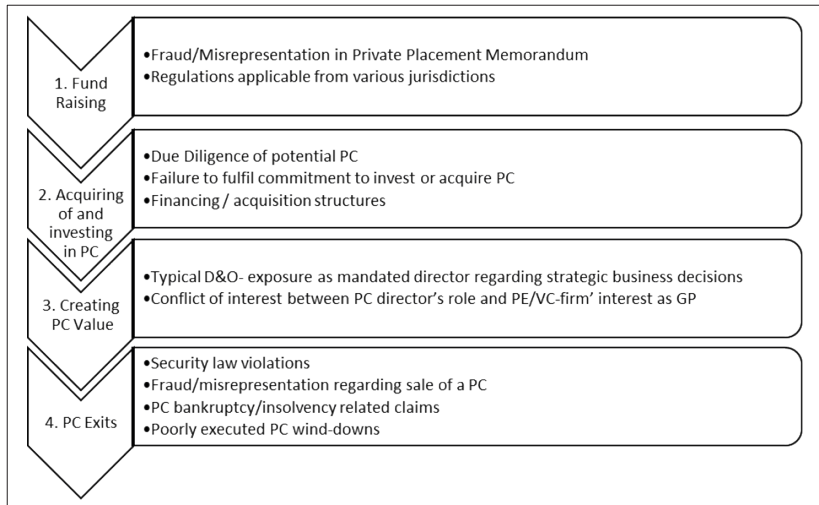 1. Fund
Raising
•Fraud/Misrepresentation in Private Placement Memorandum
•Regulations applicable from various jurisdictions
2. Acquiring
of and
investing
in PC
•Due Diligence of potential PC
•Failure to fulfil commitment to invest or acquire PC
•Financing / acquisition structures
3. Creating
PC Value
•Typical D&O- exposure as mandated director regarding strategic business decisions
•Conflict of interest between PC director's role and PE/VC-firm' interest as GP
4. PC Exits
•Security law violations
•Fraud/misrepresentation regarding sale of a PC
•PC bankruptcy/insolvency related claims
•Poorly executed PC wind-downs